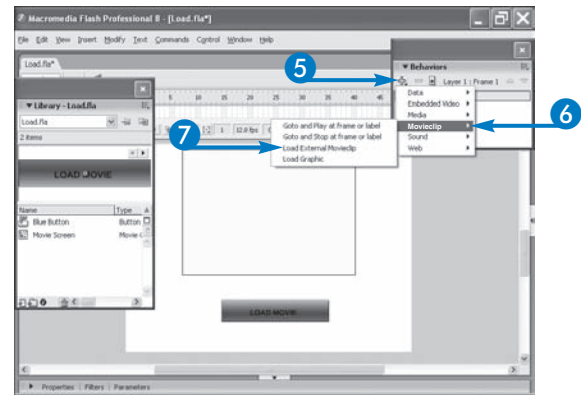 Macromedia Flash Professional 8 - [Load.fla*]
File Edit View Insert Modify Text Commands Control Window Help
Load.fla*
5
Behaviors
Layer 1 : Frame 1
Data
Embedded Video
Media
Movieclip
Sound
Web
6
Library - Load.fla
Load.fla
2 items
LOAD MOVIE
Name Type
Blue Button Button
Movie Screen Movie C
5 10 15 20 25 30 35 40 45
1 12.0 fps
7
Goto and Play at frame or label
Goto and Stop at frame or label
Load External Movieclip
Load Graphic
LOAD MOVIE
Properties Filters Parameters